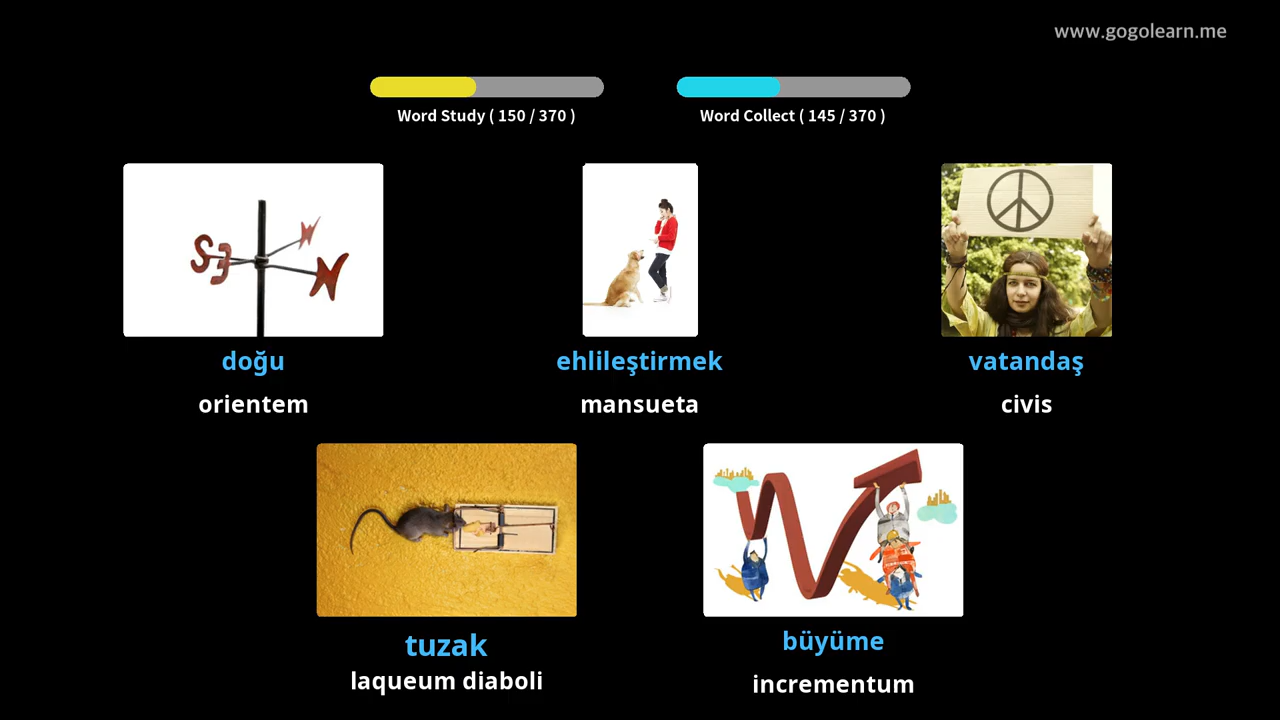 www.gogolearn.me
Word Study ( 150 / 370 )
Word Collect ( 145 / 370 )
S E N N
doğu
ehlileştirmek
vatandaş
orientem
mansueta
civis
tuzak
büyüme
laqueum diaboli
incrementum